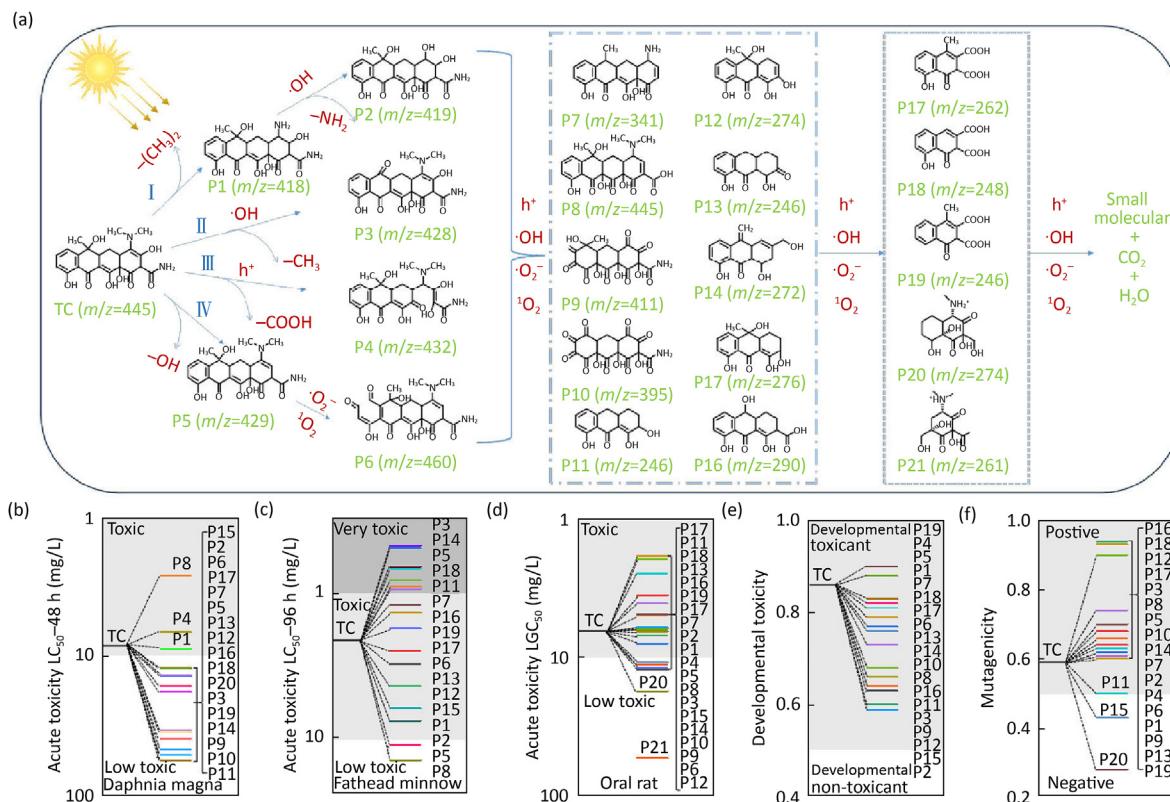 (a)
I
II
III
IV
−(CH₃)₂
·OH
−NH₂
·OH
−CH₃
h⁺
−COOH
−OH
·O₂⁻
¹O₂
TC (m/z=445)
P1 (m/z=418)
P2 (m/z=419)
P3 (m/z=428)
P4 (m/z=432)
P5 (m/z=429)
P6 (m/z=460)
h⁺
·OH
·O₂⁻
¹O₂
P7 (m/z=341)
P12 (m/z=274)
P8 (m/z=445)
P13 (m/z=246)
P9 (m/z=411)
P14 (m/z=272)
P10 (m/z=395)
P17 (m/z=276)
P11 (m/z=246)
P16 (m/z=290)
h⁺
·OH
·O₂⁻
¹O₂
P17 (m/z=262)
P18 (m/z=248)
P19 (m/z=246)
P20 (m/z=274)
P21 (m/z=261)
h⁺
·OH
·O₂⁻
¹O₂
Small
molecular
+
CO₂
+
H₂O
(b)
Acute toxicity LC₅₀−48 h (mg/L)
1
10
100
Toxic
P8
P4
TC
P1
Low toxic
Daphnia magna
P15
P2
P6
P17
P7
P5
P13
P12
P16
P18
P20
P3
P19
P14
P9
P10
P11
(c)
Acute toxicity LC₅₀−96 h (mg/L)
1
10
Very toxic
Toxic
TC
Low toxic
Fathead minnow
P3
P14
P5
P18
P11
P7
P16
P19
P17
P6
P13
P12
P15
P1
P2
P5
P8
(d)
Acute toxicity LGC₅₀ (mg/L)
1
10
100
Toxic
TC
P20
Low toxic
P21
Oral rat
P17
P11
P18
P13
P16
P19
P17
P7
P2
P1
P4
P5
P8
P3
P15
P14
P10
P9
P6
P12
(e)
Developmental toxicity
1.0
0.8
0.6
0.4
Developmental
toxicant
TC
Developmental
non-toxicant
P19
P4
P5
P1
P7
P18
P17
P6
P13
P14
P10
P8
P16
P11
P3
P9
P12
P15
P2
(f)
Mutagenicity
1.0
0.8
0.6
0.4
0.2
Postive
TC
P11
P15
P20
Negative
P16
P18
P12
P17
P3
P8
P5
P10
P14
P7
P2
P4
P6
P1
P9
P13
P19